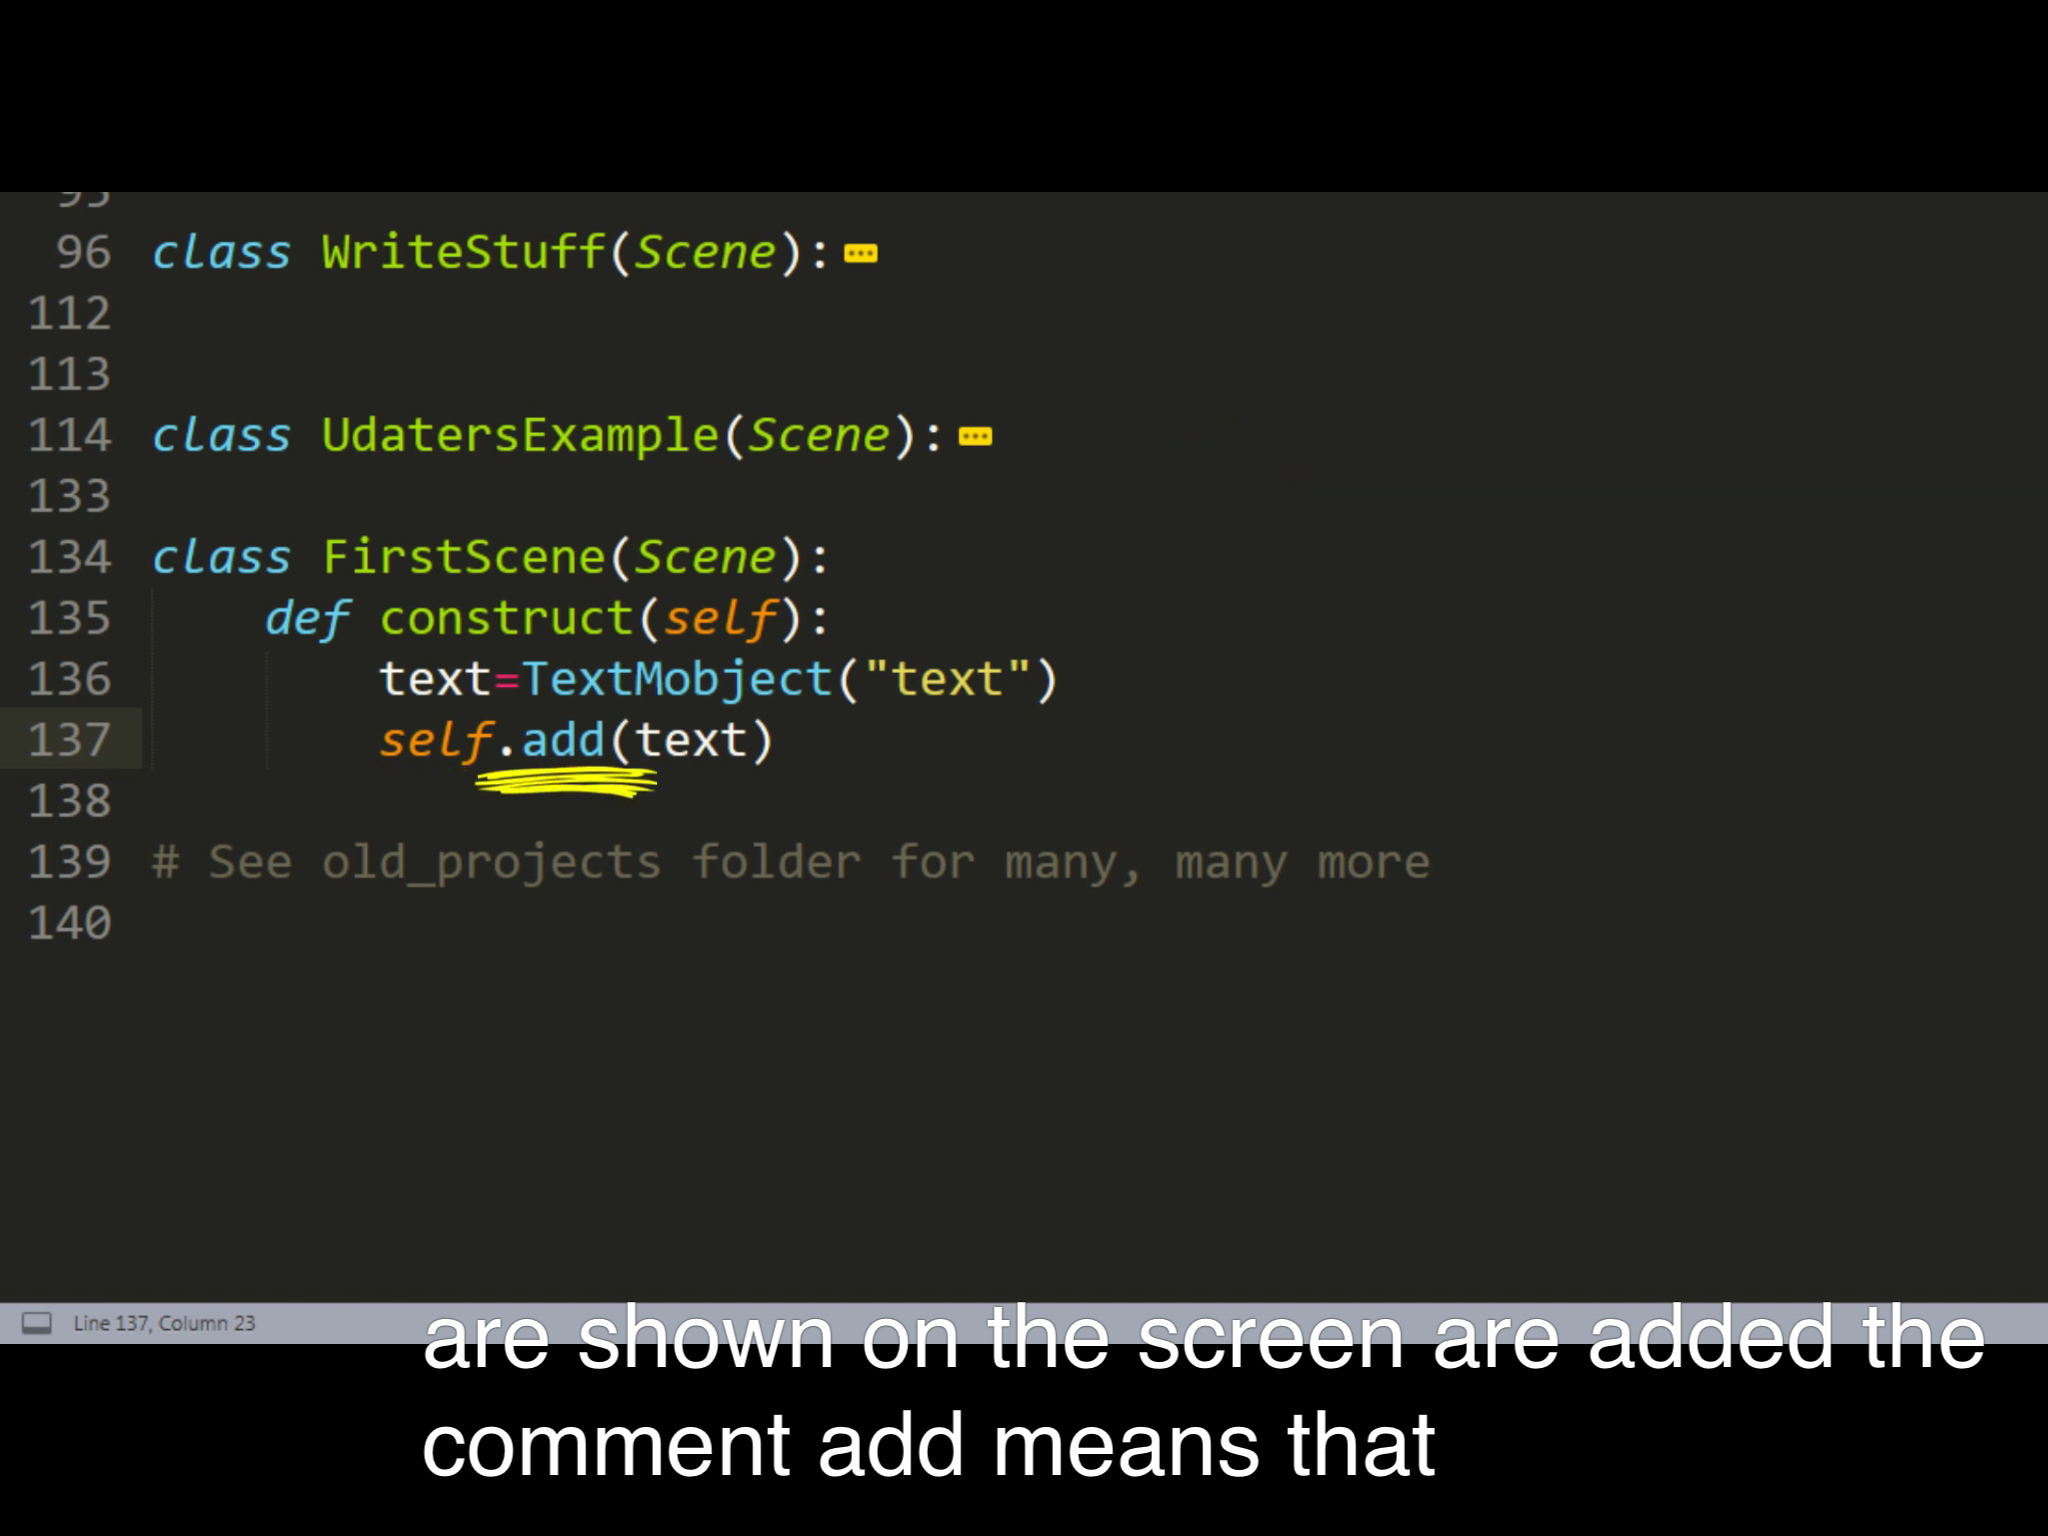 95
96 class WriteStuff(Scene):
112
113
114 class UdatersExample(Scene):
133
134 class FirstScene(Scene):
135 def construct(self):
136 text=TextMobject("text")
137 self.add(text)
138
139 # See old_projects folder for many, many more
140
Line 137, Column 23
are shown on the screen are added the
comment add means that